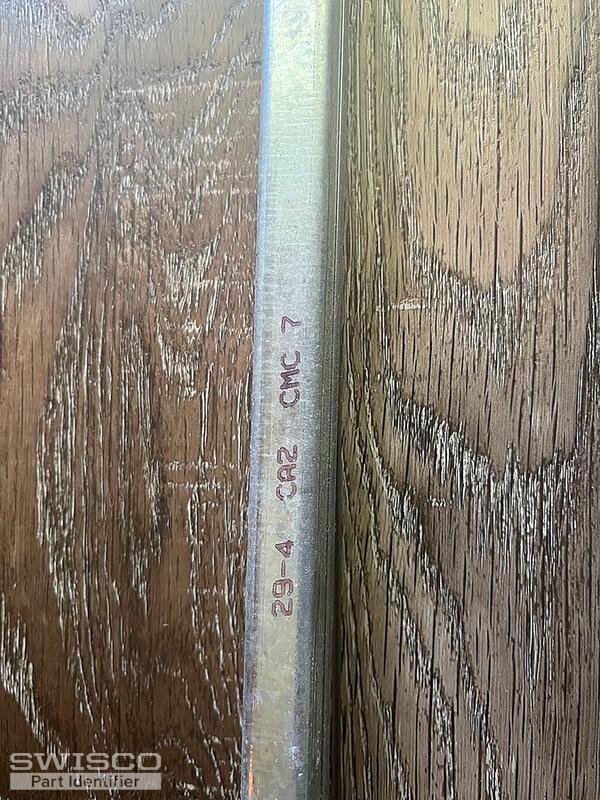 29-4 CA2 CMC 7
SWISCO
Part Identifier